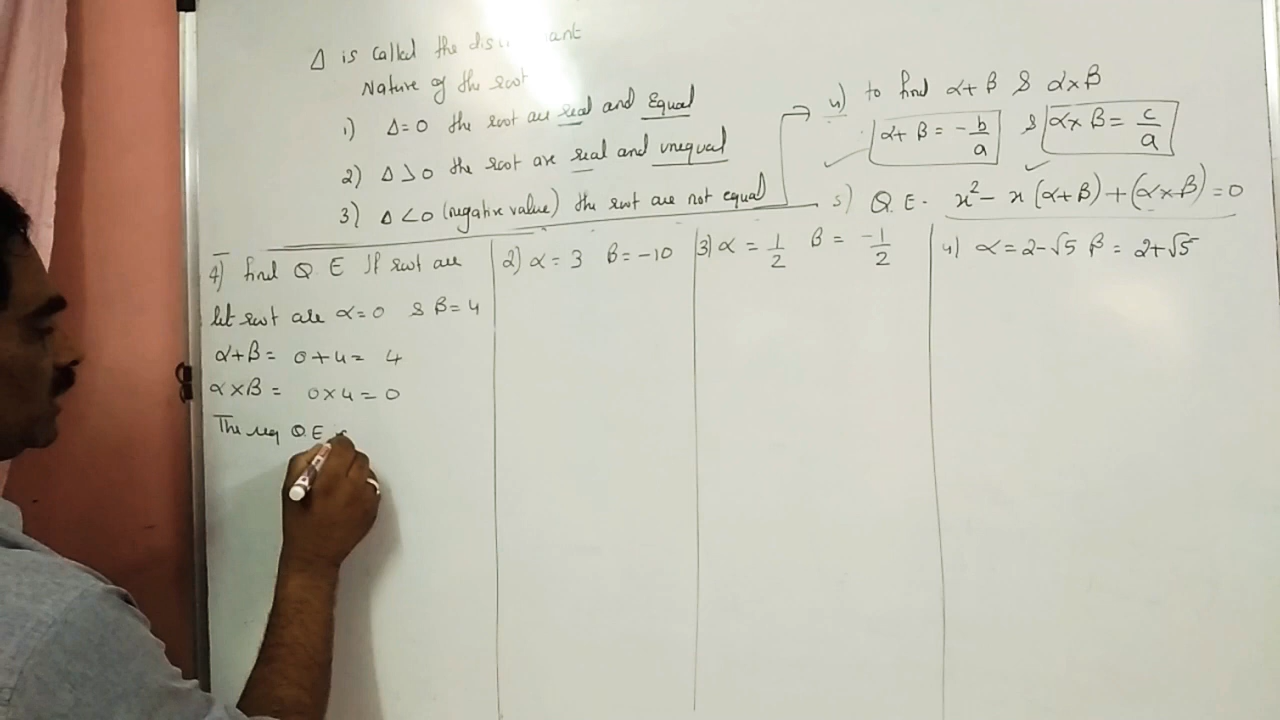 Δ is called the dis ant
Nature of the root
1) Δ=0 the root are real and Equal
2) Δ>0 the root are real and unequal
3) Δ<0 (negative value) the root are not equal
4) to find α+β & α×β
α+β = -b/a & α×β = c/a
5) Q.E. x² - x(α+β)+(α×β)=0
4) find Q E If root are
let root are α=0 & β=4
α+β = 0+4= 4
α×β = 0×4=0
The req Q.E is
2) α = 3 β=-10
3) α = 1/2 β = -1/2
4) α=2-√5 β = 2+√5